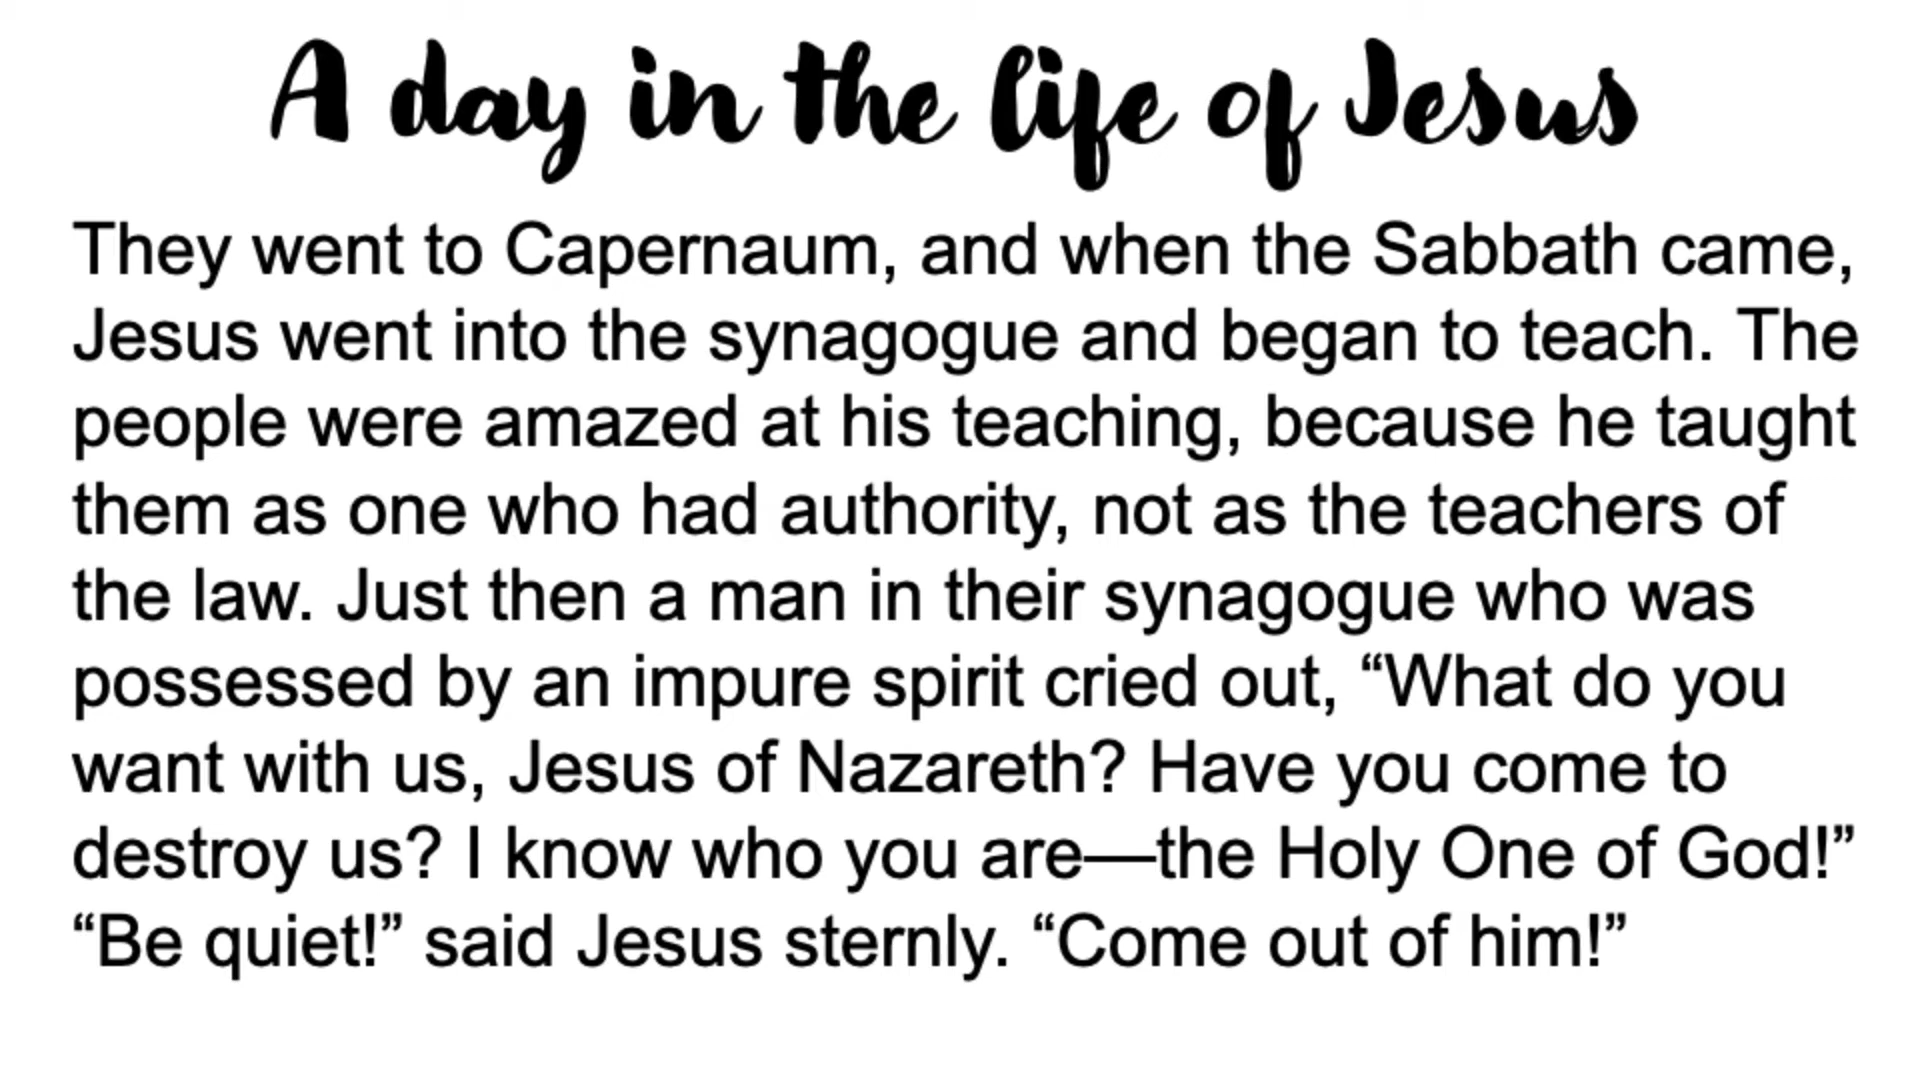 A day in the life of Jesus
They went to Capernaum, and when the Sabbath came,
Jesus went into the synagogue and began to teach. The
people were amazed at his teaching, because he taught
them as one who had authority, not as the teachers of
the law. Just then a man in their synagogue who was
possessed by an impure spirit cried out, “What do you
want with us, Jesus of Nazareth? Have you come to
destroy us? I know who you are—the Holy One of God!”
“Be quiet!” said Jesus sternly. “Come out of him!”